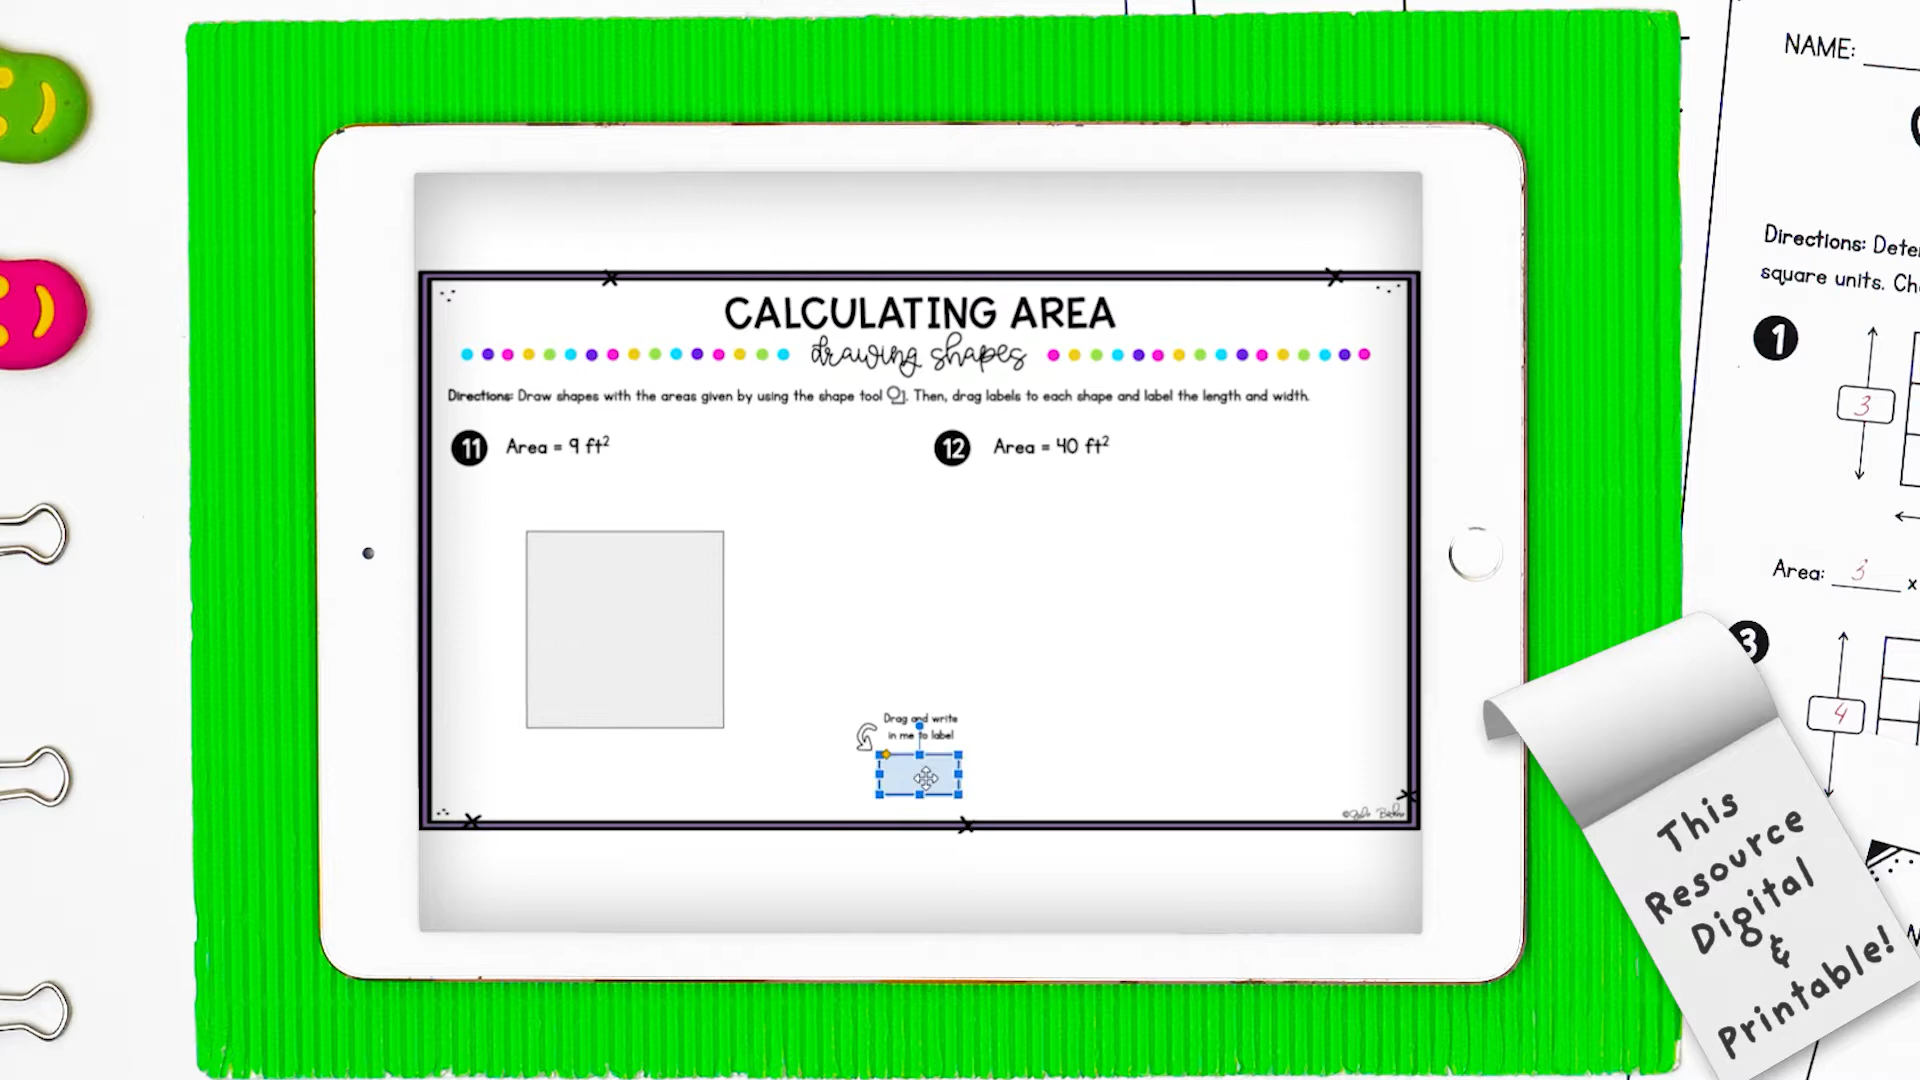 CALCULATING AREA
drawing shapes
Directions: Draw shapes with the areas given by using the shape tool. Then, drag labels to each shape and label the length and width.
11 Area = 9 ft²
12 Area = 40 ft²
Drag and write
in me to label
NAME:
Directions:
square units.
1
3
Area: 3 x
3
4
This
Resource
Digital
&
Printable!